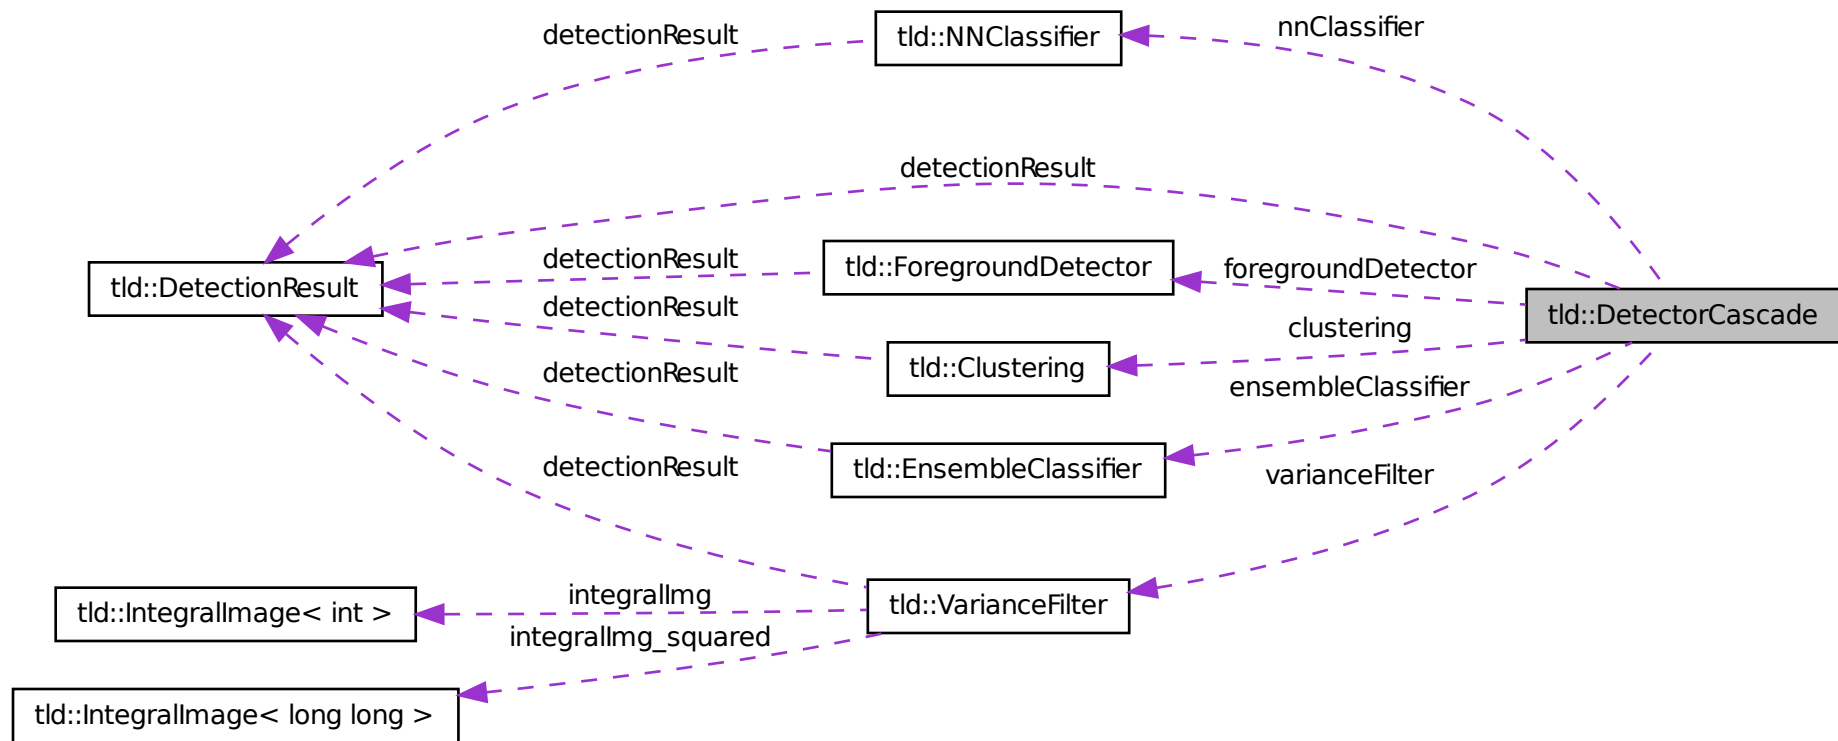 tld::NNClassifier
nnClassifier
detectionResult
detectionResult
detectionResult
tld::ForegroundDetector
foregroundDetector
tld::DetectionResult
detectionResult
tld::DetectorCascade
clustering
tld::Clustering
detectionResult
ensembleClassifier
tld::EnsembleClassifier
detectionResult
varianceFilter
integralImg
tld::VarianceFilter
tld::IntegralImage< int >
integralImg_squared
tld::IntegralImage< long long >